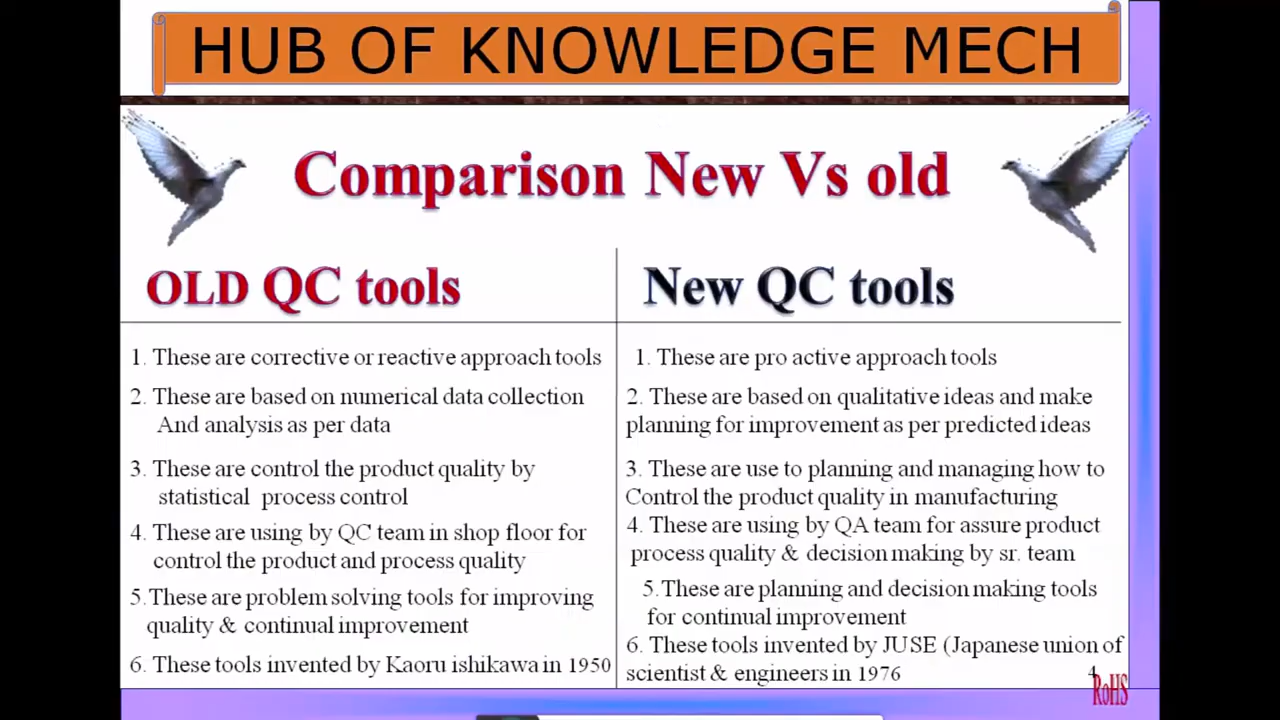 HUB OF KNOWLEDGE MECH
Comparison New Vs old
OLD QC tools
1. These are corrective or reactive approach tools
2. These are based on numerical data collection
And analysis as per data
3. These are control the product quality by
statistical process control
4. These are using by QC team in shop floor for
control the product and process quality
5.These are problem solving tools for improving
quality & continual improvement
6. These tools invented by Kaoru ishikawa in 1950
New QC tools
1. These are pro active approach tools
2. These are based on qualitative ideas and make
planning for improvement as per predicted ideas
3. These are use to planning and managing how to
Control the product quality in manufacturing
4. These are using by QA team for assure product
process quality & decision making by sr. team
5.These are planning and decision making tools
for continual improvement
6. These tools invented by JUSE (Japanese union of
scientist & engineers in 1976
4
RoHS